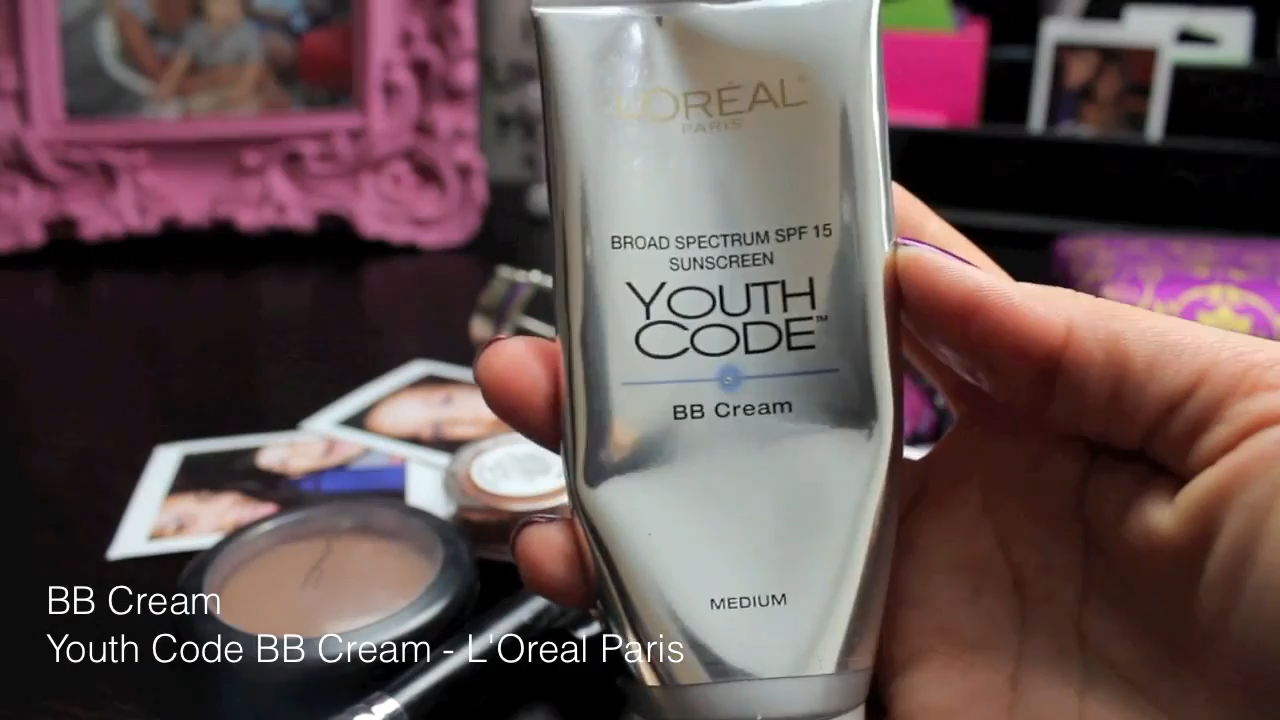 L'ORÉAL
PARIS
BROAD SPECTRUM SPF 15
SUNSCREEN
YOUTH
CODE™
BB Cream
MEDIUM
BB Cream
Youth Code BB Cream - L'Oreal Paris